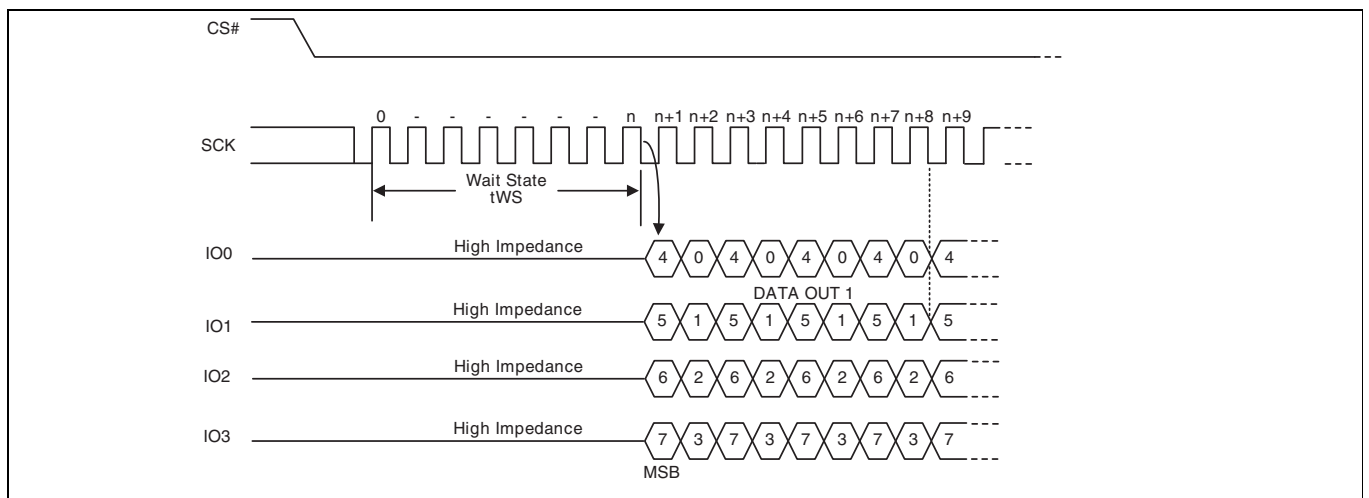 CS#
0 - - - - - - n n+1 n+2 n+3 n+4 n+5 n+6 n+7 n+8 n+9
SCK
Wait State
tWS
IO0 High Impedance 4 0 4 0 4 0 4 0 4
DATA OUT 1
IO1 High Impedance 5 1 5 1 5 1 5 1 5
IO2 High Impedance 6 2 6 2 6 2 6 2 6
IO3 High Impedance 7 3 7 3 7 3 7 3 7
MSB